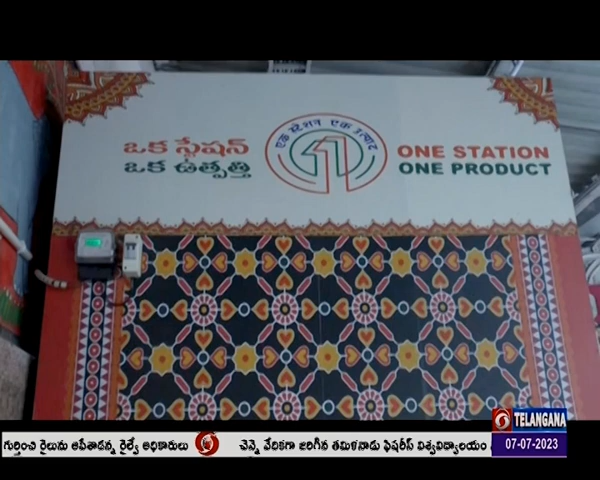 ఒక స్టేషన్
ఒక ఉత్పత్తి
एक स्टेशन एक उत्पाद
ONE STATION
ONE PRODUCT
TELANGANA
07-07-2023
గుర్తించి రైలును ఆపేశాడన్న రైల్వే అధికారులు
చెన్నై వేదికగా జరిగిన తమిళనాడు ఫిషరీస్ విశ్వవిద్యాలయం